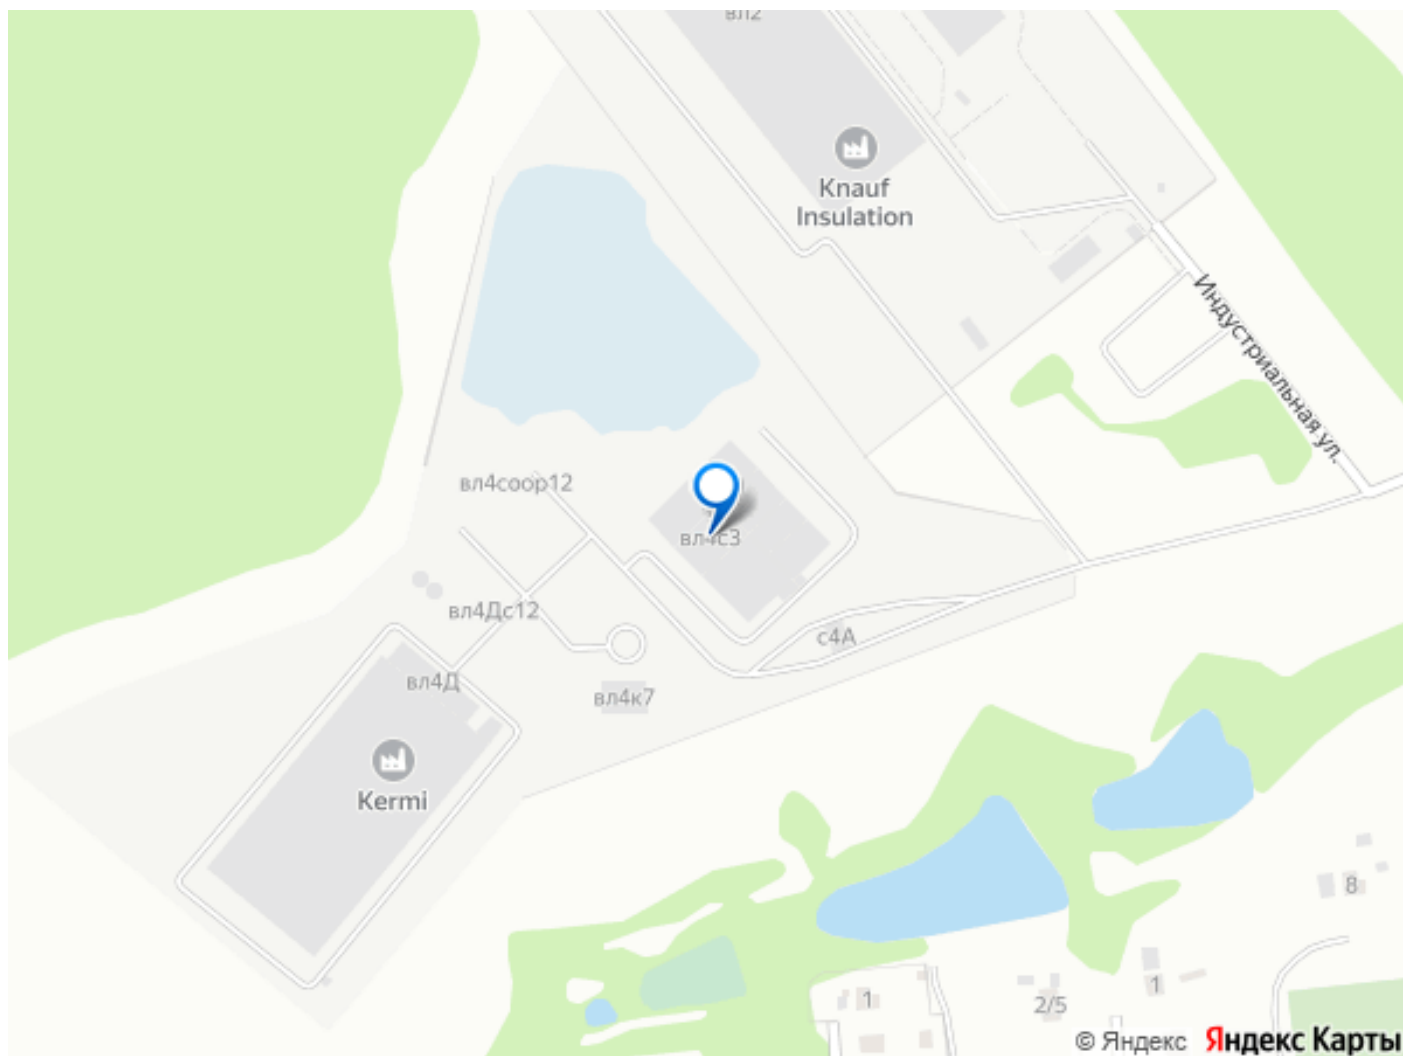 вл2
Knauf
Insulation
Индустриальная ул.
вл4соор12
вл4с3
вл4Дс12
с4А
вл4Д
вл4к7
Kermi
8
1
2/5
1
© Яндекс Яндекс Карты